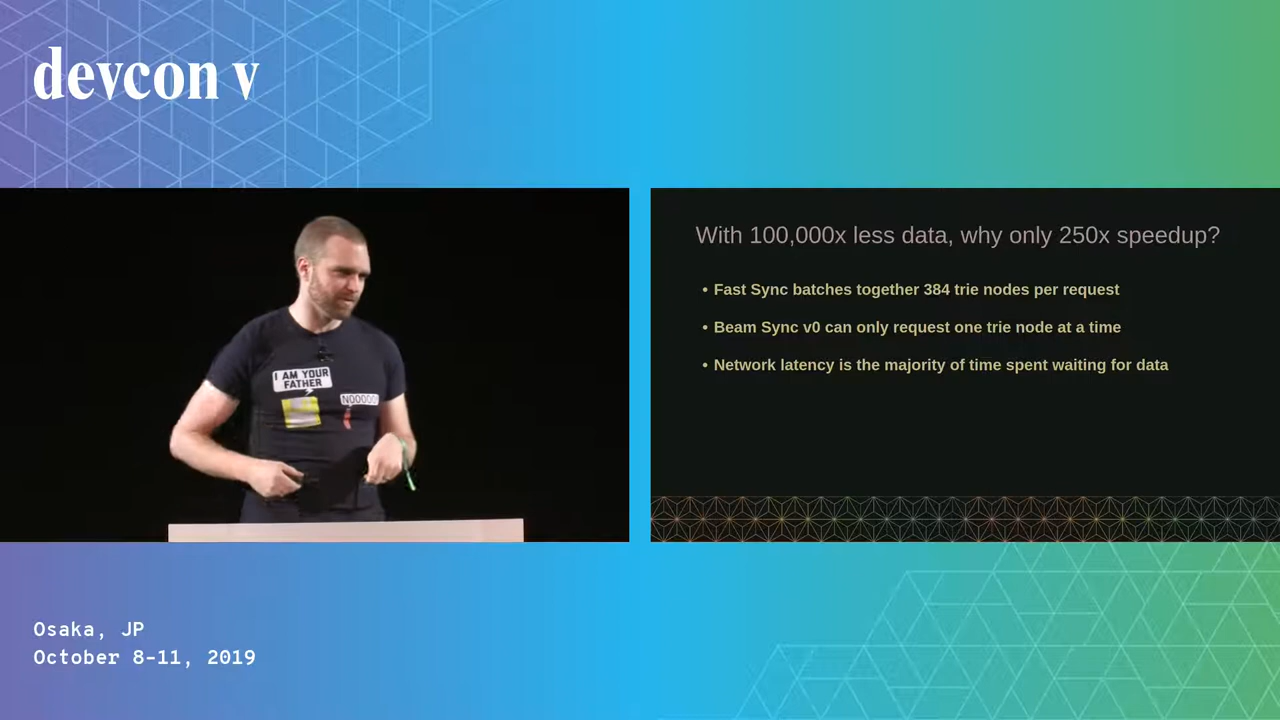 devcon v
I AM YOUR
FATHER
NOOOOO
With 100,000x less data, why only 250x speedup?
• Fast Sync batches together 384 trie nodes per request
• Beam Sync v0 can only request one trie node at a time
• Network latency is the majority of time spent waiting for data
Osaka, JP
October 8-11, 2019